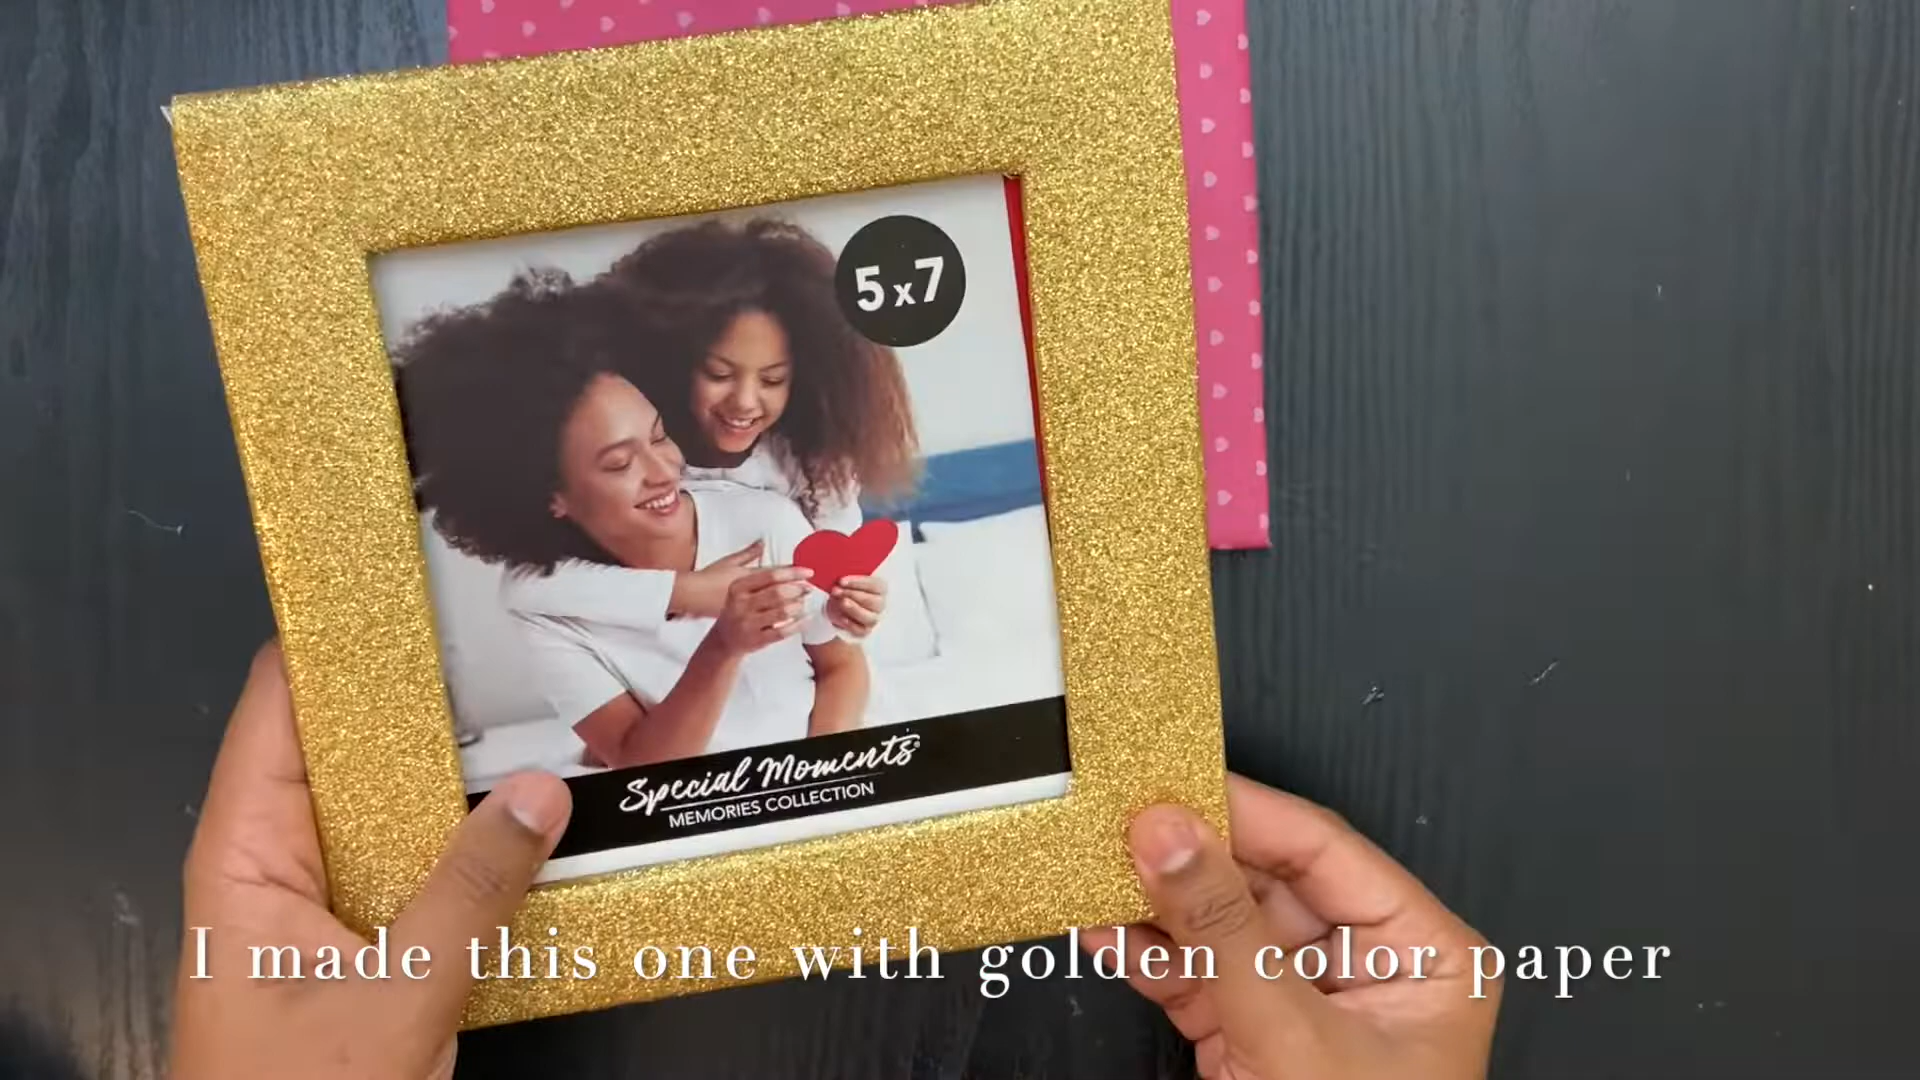 5x7
Special Moments®
MEMORIES COLLECTION
I made this one with golden color paper